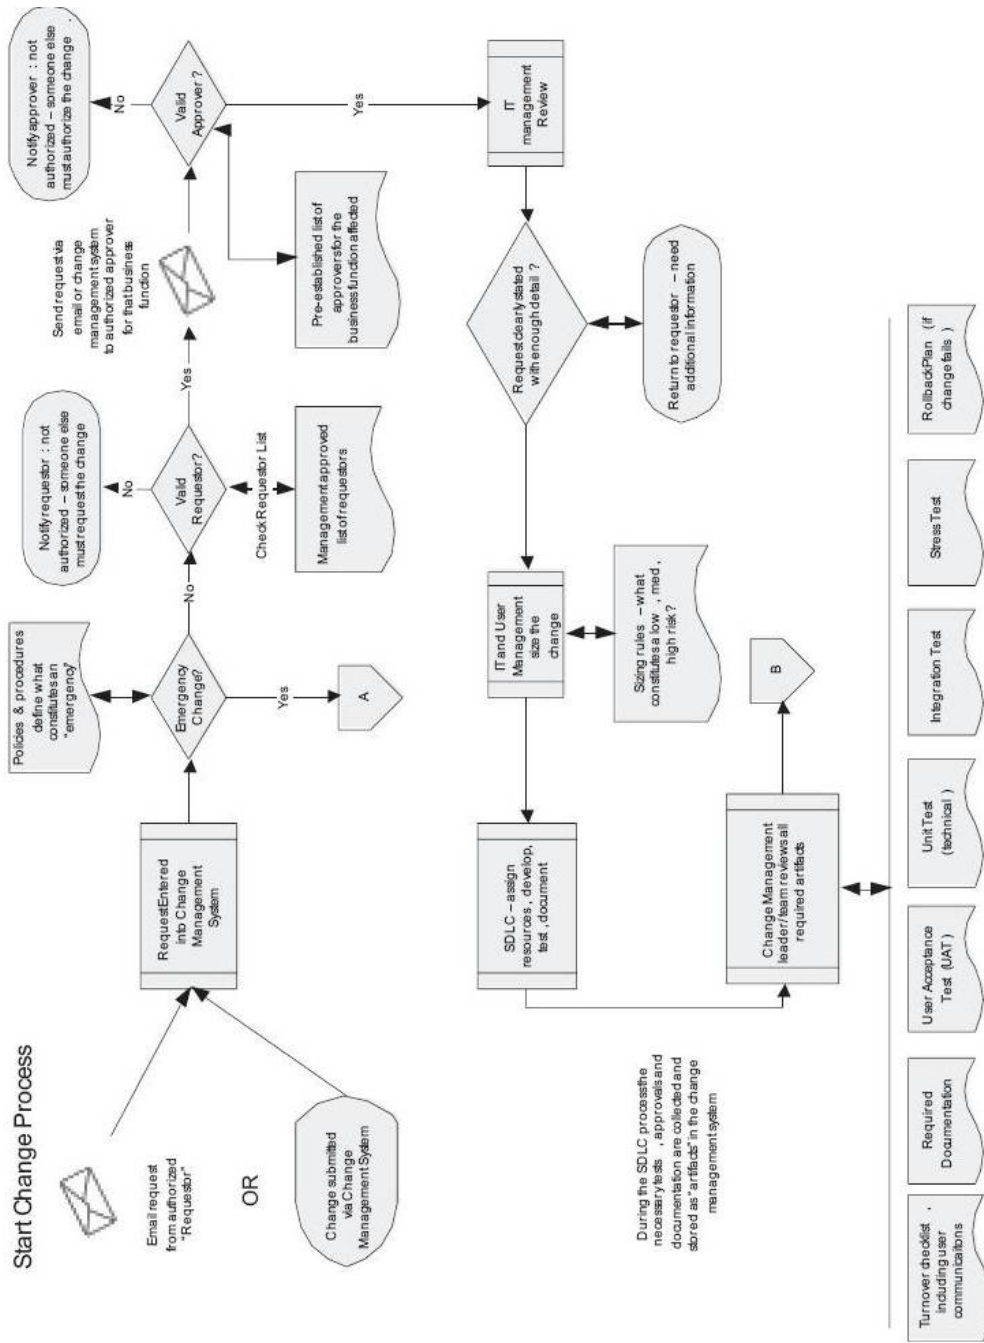 Start Change Process
Email request
from authorized
"Requestor"
OR
Change submitted
via Change
Management System
Request Entered
into Change
Management
System
Policies & procedures
define what
constitutes an
"emergency"
Emergency
Change?
Yes
A
No
Notify requestor : not
authorized – someone else
must request the change
No
Valid
Requestor?
Check Requestor List
Management approved
list of requestors.
Yes
Send request via
email or change
management system
to authorized approver
for that business
function
Notify approver : not
authorized – someone else
must authorize the change .
No
Valid
Approver ?
Pre-established list of
approvers for the
business function affected
Yes
IT
management
Review
Request clearly stated
with enough detail ?
Return to requestor – need
additional information
IT and User
Management
size the
change
Sizing rules – what
constitutes a low , med ,
high risk ?
SDLC – assign
resources , develop,
test , document
During the SDLC process the
necessary tests , approvals and
documentation are collected and
stored as "artifacts" in the change
management system
Change Management
leader / team reviews all
required artifacts
B
Turnover checklist ,
including user
communicaitons
Required
Documentation
User Acceptance
Test (UAT)
Unit Test
(technical )
Integration Test
Stress Test
Rollback Plan (if
change fails )